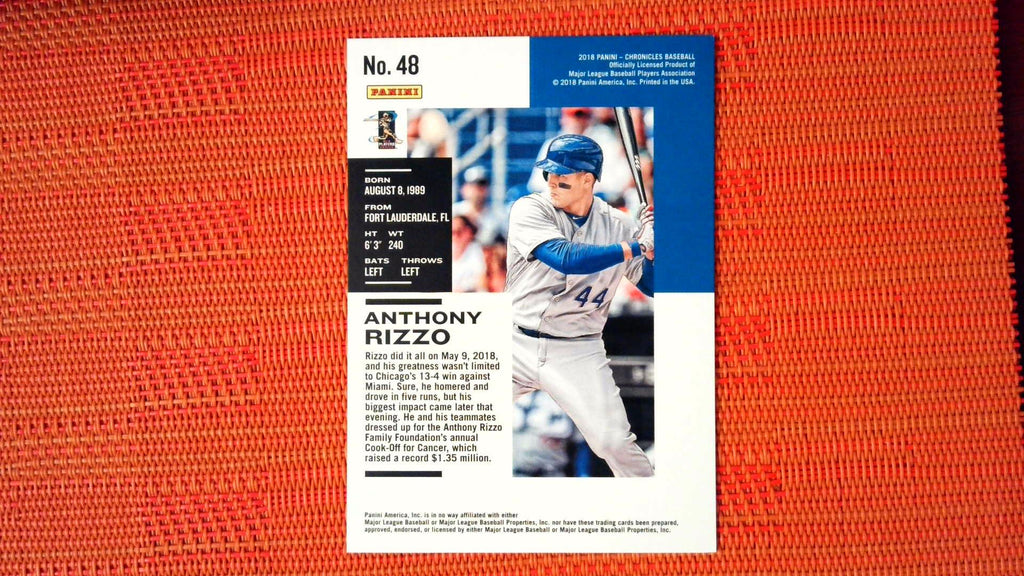 No. 48
PANINI
2018 PANINI – CHRONICLES BASEBALL
Officially Licensed Product of
Major League Baseball Players Association
© 2018 Panini America, Inc. Printed in the USA.
BORN
AUGUST 8, 1989
FROM
FORT LAUDERDALE, FL
HT WT
6'3" 240
BATS THROWS
LEFT LEFT
44
ANTHONY
RIZZO
Rizzo did it all on May 9, 2018,
and his greatness wasn't limited
to Chicago's 13-4 win against
Miami. Sure, he homered and
drove in five runs, but his
biggest impact came later that
evening. He and his teammates
dressed up for the Anthony Rizzo
Family Foundation's annual
Cook-Off for Cancer, which
raised a record $1.35 million.
Panini America, Inc. is in no way affiliated with either
Major League Baseball or Major League Baseball Properties, Inc. nor have these trading cards been prepared,
approved, endorsed, or licensed by either Major League Baseball or Major League Baseball Properties, Inc.